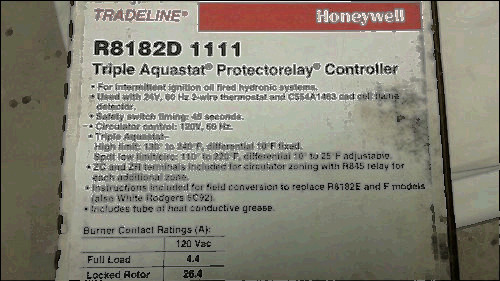 TRADELINE®
Honeywell
R8182D 1111
Triple Aquastat® Protectorelay® Controller
• For intermittent ignition oil fired hydronic systems.
• Used with 24V, 60 Hz 2-wire thermostat and C554A1463 cad cell flame
detector.
• Safety switch timing: 45 seconds.
• Circulator control: 120V, 60 Hz.
• Triple Aquastat–
High limit: 130° to 240°F, differential 10°F fixed.
Split low limit/circ: 110° to 220°F, differential 10° to 25°F adjustable.
• ZC and ZR terminals included for circulator zoning with R845 relay for
each additional zone.
• Instructions included for field conversion to replace R8182E and F models
(also White Rodgers 6C92).
• Includes tube of heat conductive grease.
Burner Contact Ratings (A):
120 Vac
Full Load 4.4
Locked Rotor 26.4